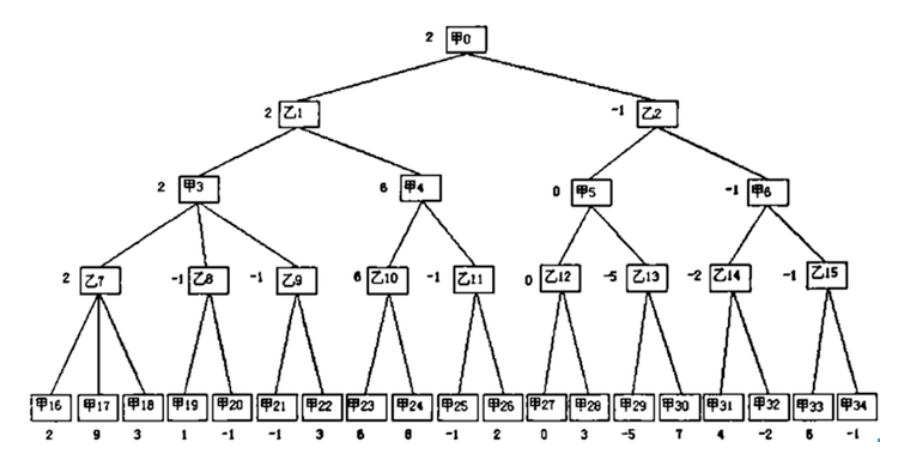 2 甲0
2 乙1 -1 乙2
2 甲3 6 甲4 0 甲5 -1 甲6
2 乙7 -1 乙8 -1 乙9 6 乙10 -1 乙11 0 乙12 -5 乙13 -2 乙14 -1 乙15
甲16 甲17 甲18 甲19 甲20 甲21 甲22 甲23 甲24 甲25 甲26 甲27 甲28 甲29 甲30 甲31 甲32 甲33 甲34
2 9 3 1 -1 -1 3 6 6 -1 2 0 3 -5 7 4 -2 5 -1